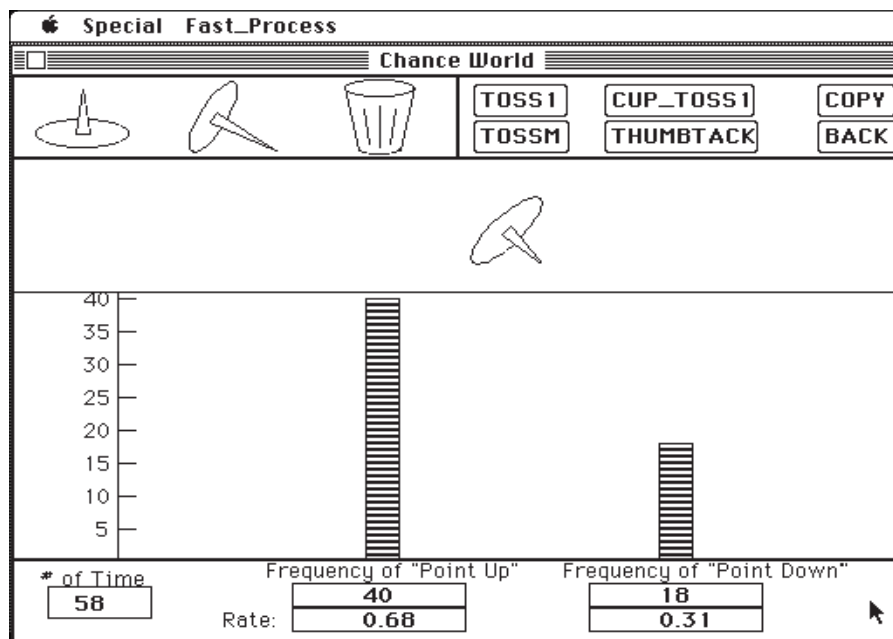 Special Fast_Process
Chance World
TOSS1 CUP_TOSS1 COPY
TOSSM THUMBTACK BACK
40
35
30
25
20
15
10
5
# of Time Frequency of "Point Up" Frequency of "Point Down"
58 40 18
Rate: 0.68 0.31